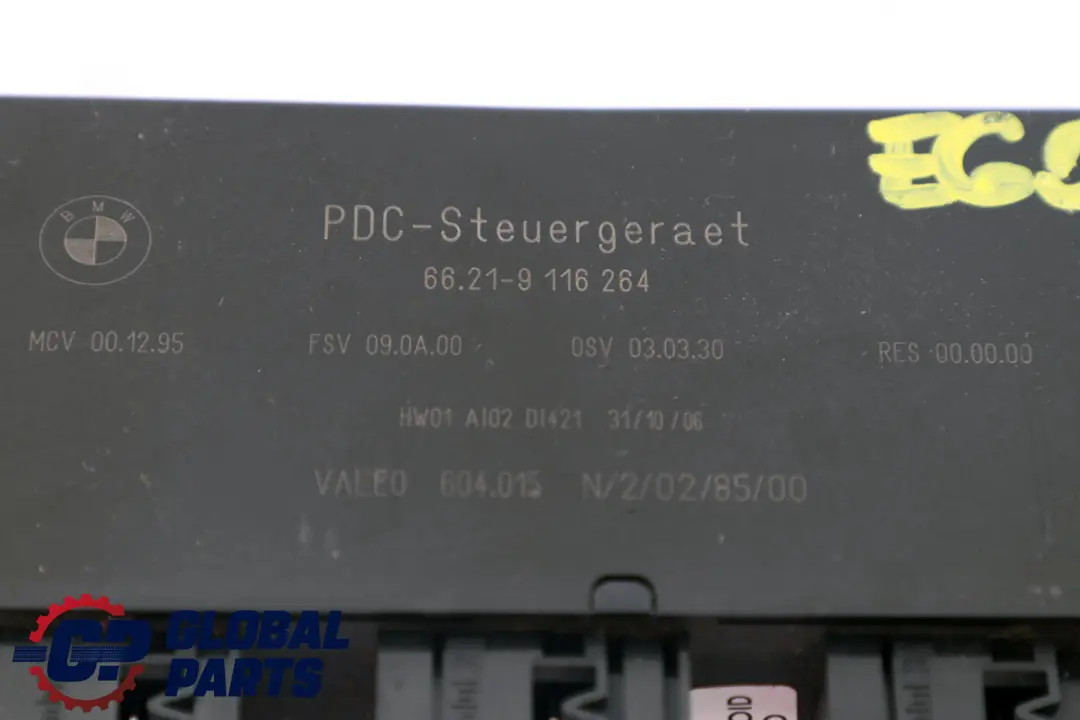 BMW
PDC-Steuergeraet
66.21-9 116 264
MCV 00.12.95 FSV 09.0A.00 OSV 03.03.30 RES 00.00.00
HW01 AI02 DI421 31/10/06
VALEO 604.015 N/2/02/85/00
GP GLOBAL
PARTS
OID